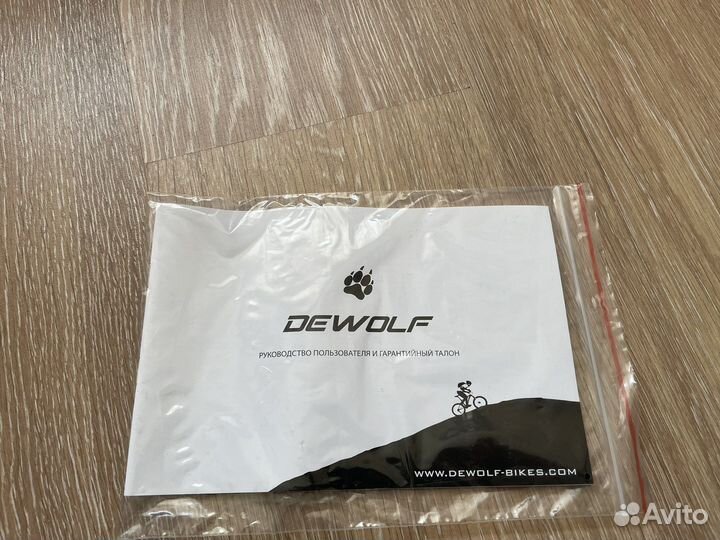 DEWOLF
РУКОВОДСТВО ПОЛЬЗОВАТЕЛЯ И ГАРАНТИЙНЫЙ ТАЛОН
WWW.DEWOLF-BIKES.COM
Avito